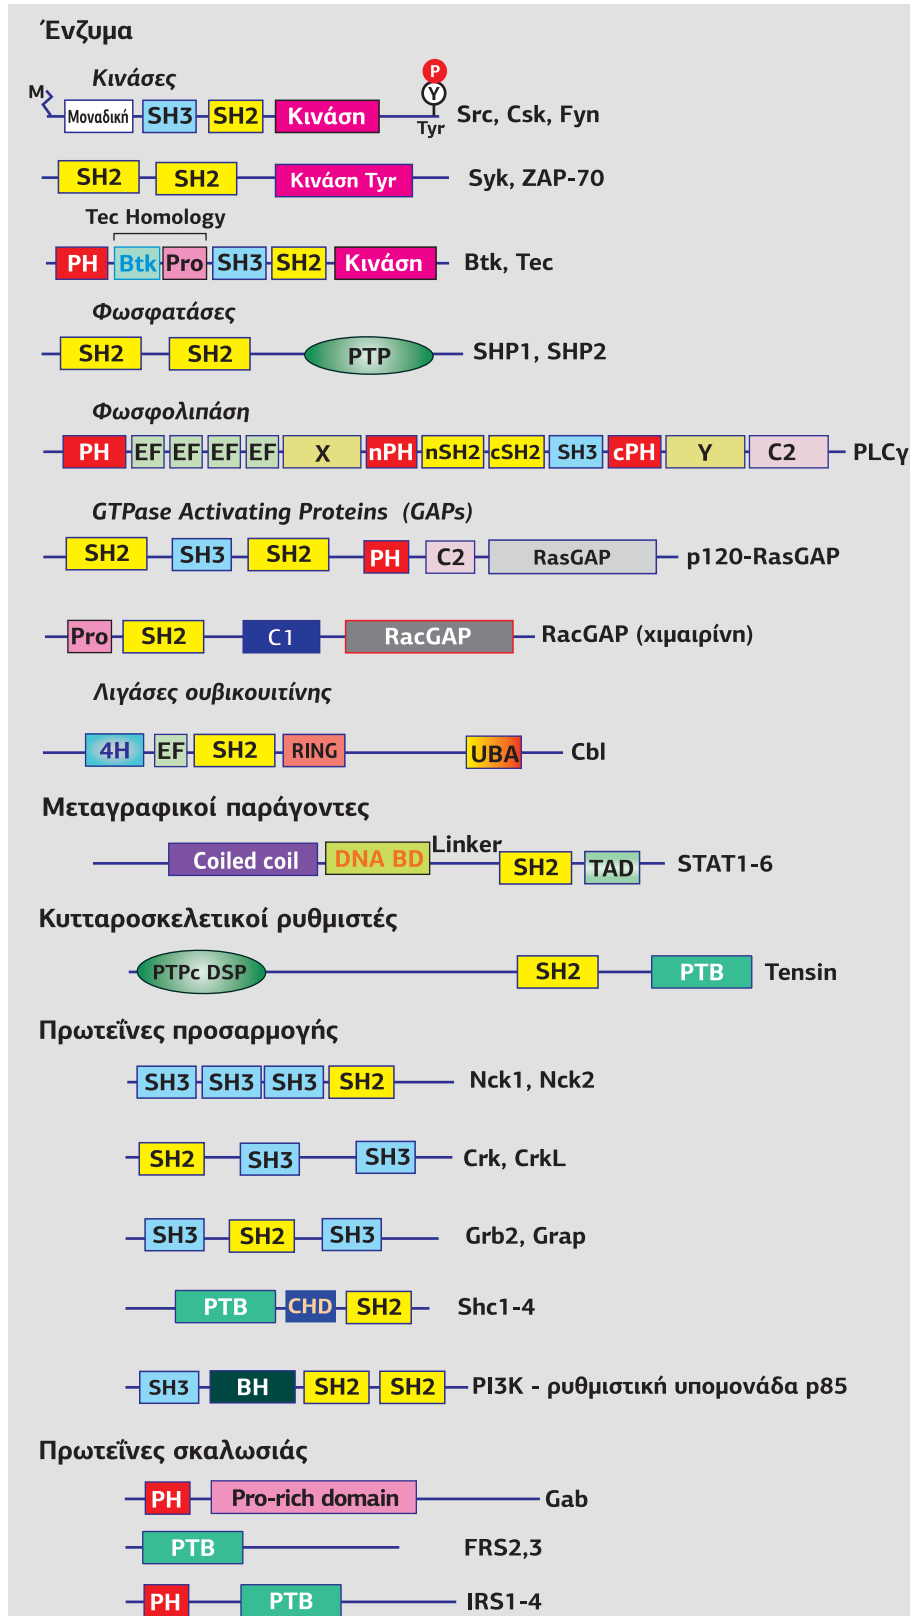 Ένζυμα
Κινάσες
M Μοναδική SH3 SH2 Κινάση P Y Tyr Src, Csk, Fyn
SH2 SH2 Κινάση Tyr Syk, ZAP-70
Tec Homology
PH Btk Pro SH3 SH2 Κινάση Btk, Tec
Φωσφατάσες
SH2 SH2 PTP SHP1, SHP2
Φωσφολιπάση
PH EF EF EF EF X nPH nSH2 cSH2 SH3 cPH Y C2 PLCγ
GTPase Activating Proteins (GAPs)
SH2 SH3 SH2 PH C2 RasGAP p120-RasGAP
Pro SH2 C1 RacGAP RacGAP (χιμαιρίνη)
Λιγάσες ουβικουιτίνης
4H EF SH2 RING UBA Cbl
Μεταγραφικοί παράγοντες
Coiled coil DNA BD Linker SH2 TAD STAT1-6
Κυτταροσκελετικοί ρυθμιστές
PTPc DSP SH2 PTB Tensin
Πρωτεΐνες προσαρμογής
SH3 SH3 SH3 SH2 Nck1, Nck2
SH2 SH3 SH3 Crk, CrkL
SH3 SH2 SH3 Grb2, Grap
PTB CHD SH2 Shc1-4
SH3 BH SH2 SH2 PI3K - ρυθμιστική υπομονάδα p85
Πρωτεΐνες σκαλωσιάς
PH Pro-rich domain Gab
PTB FRS2,3
PH PTB IRS1-4